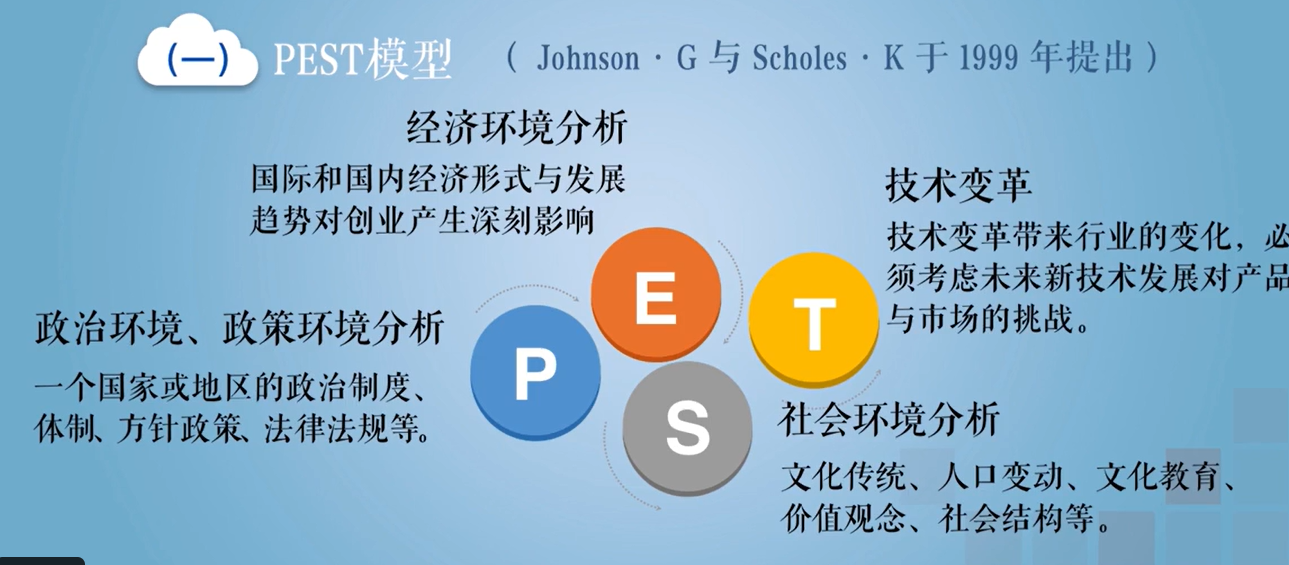 (一) PEST模型 ( Johnson · G 与 Scholes · K 于 1999 年提出 )
经济环境分析
国际和国内经济形式与发展
趋势对创业产生深刻影响
技术变革
技术变革带来行业的变化，必
须考虑未来新技术发展对产品
与市场的挑战。
政治环境、政策环境分析
一个国家或地区的政治制度、
体制、方针政策、法律法规等。
P
E
S
T
社会环境分析
文化传统、人口变动、文化教育、
价值观念、社会结构等。